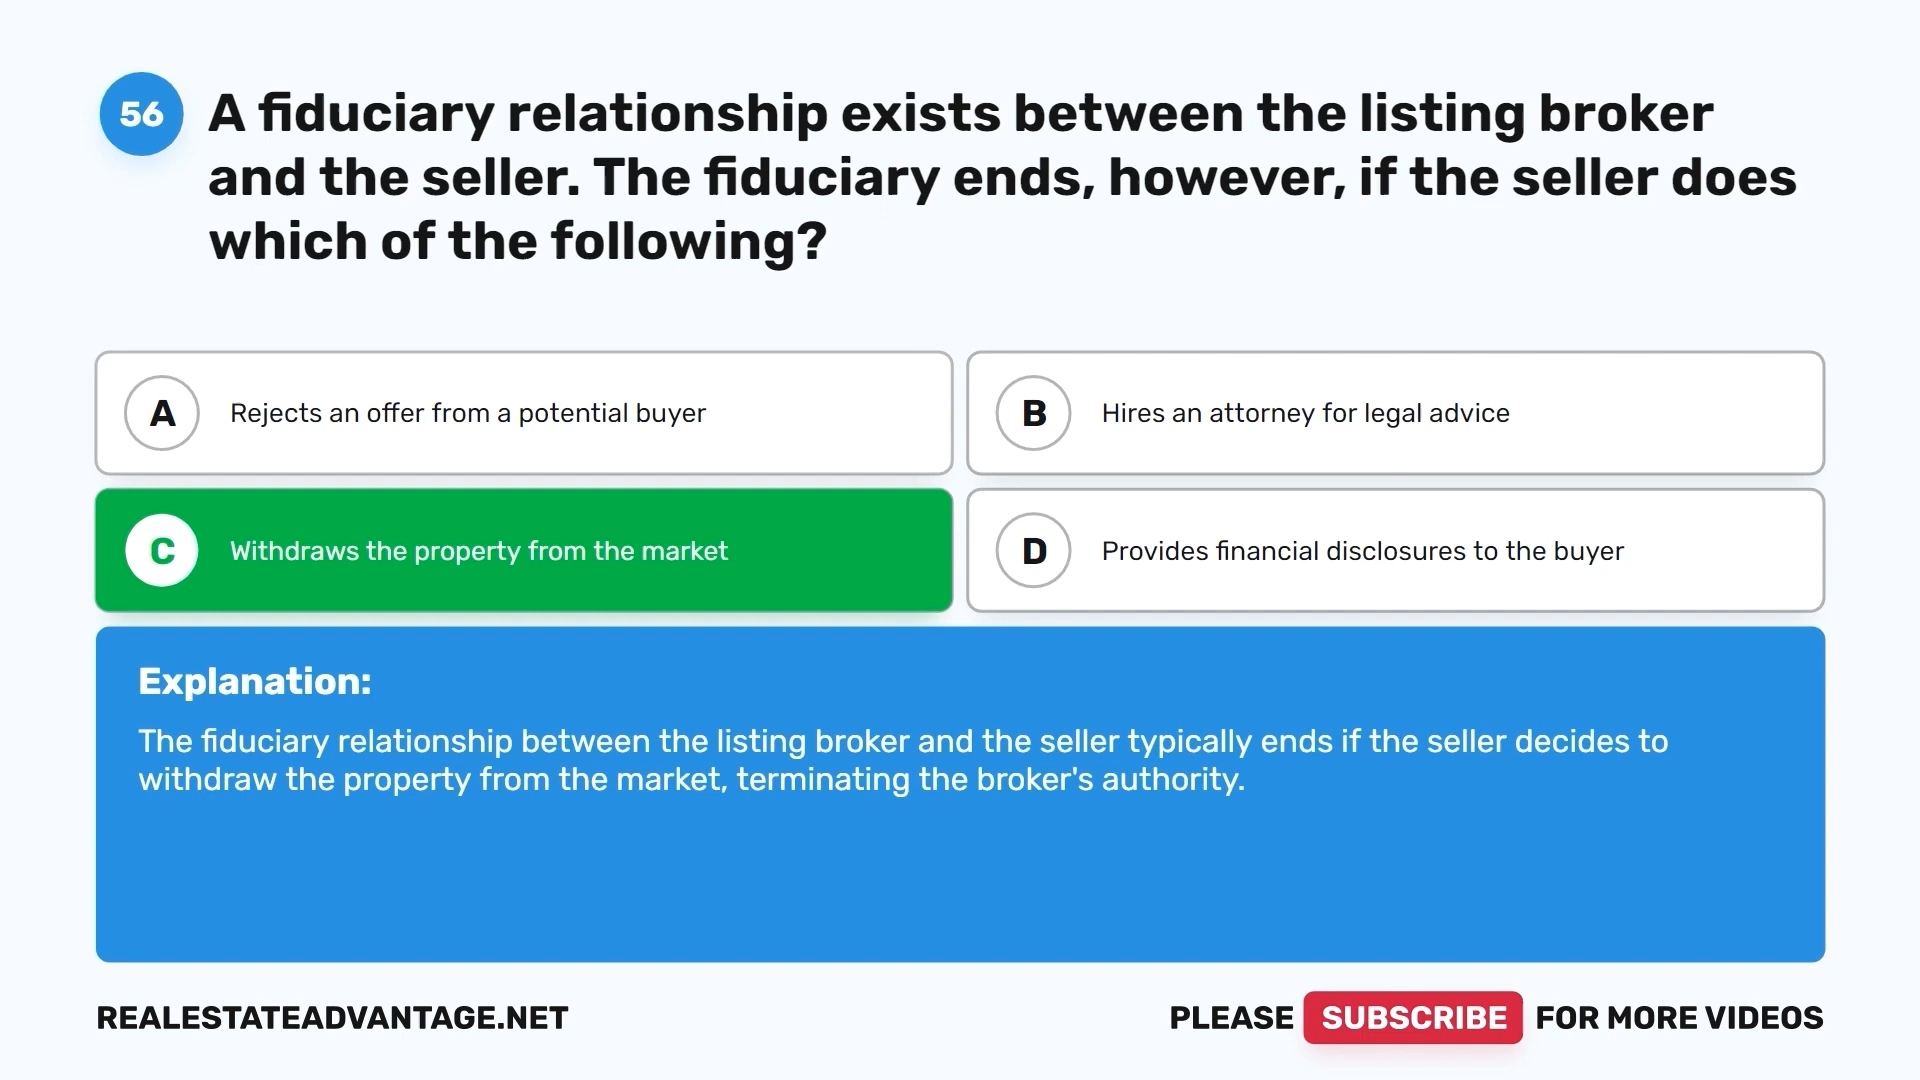 56
A fiduciary relationship exists between the listing broker
and the seller. The fiduciary ends, however, if the seller does
which of the following?
A Rejects an offer from a potential buyer
B Hires an attorney for legal advice
C Withdraws the property from the market
D Provides financial disclosures to the buyer
Explanation:
The fiduciary relationship between the listing broker and the seller typically ends if the seller decides to
withdraw the property from the market, terminating the broker's authority.
REALESTATEADVANTAGE.NET
PLEASE SUBSCRIBE FOR MORE VIDEOS